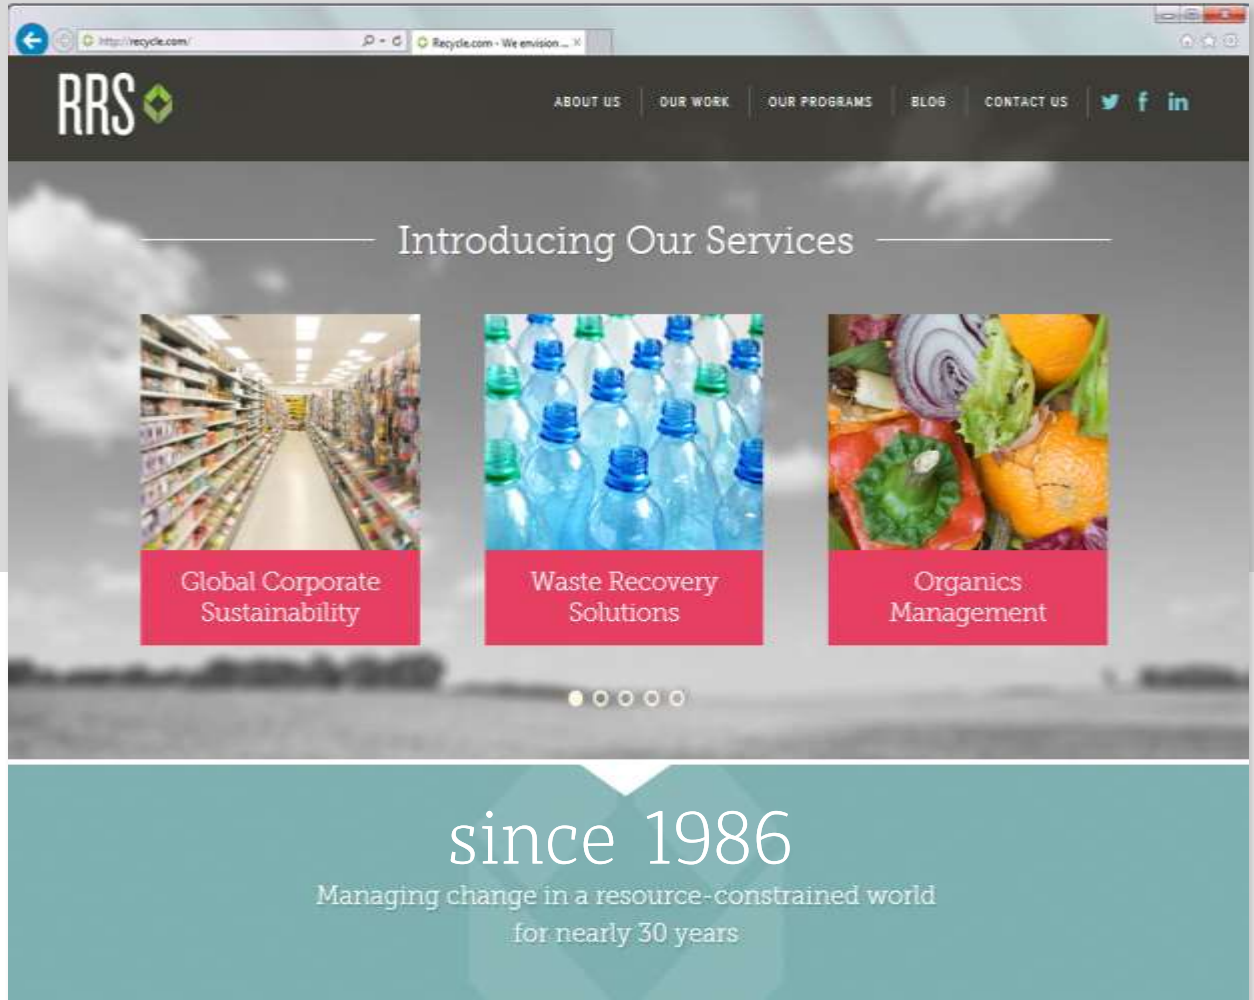 http://recycle.com/
Recycle.com - We envision ...
RRS
ABOUT US
OUR WORK
OUR PROGRAMS
BLOG
CONTACT US
Introducing Our Services
Global Corporate
Sustainability
Waste Recovery
Solutions
Organics
Management
since 1986
Managing change in a resource-constrained world
for nearly 30 years